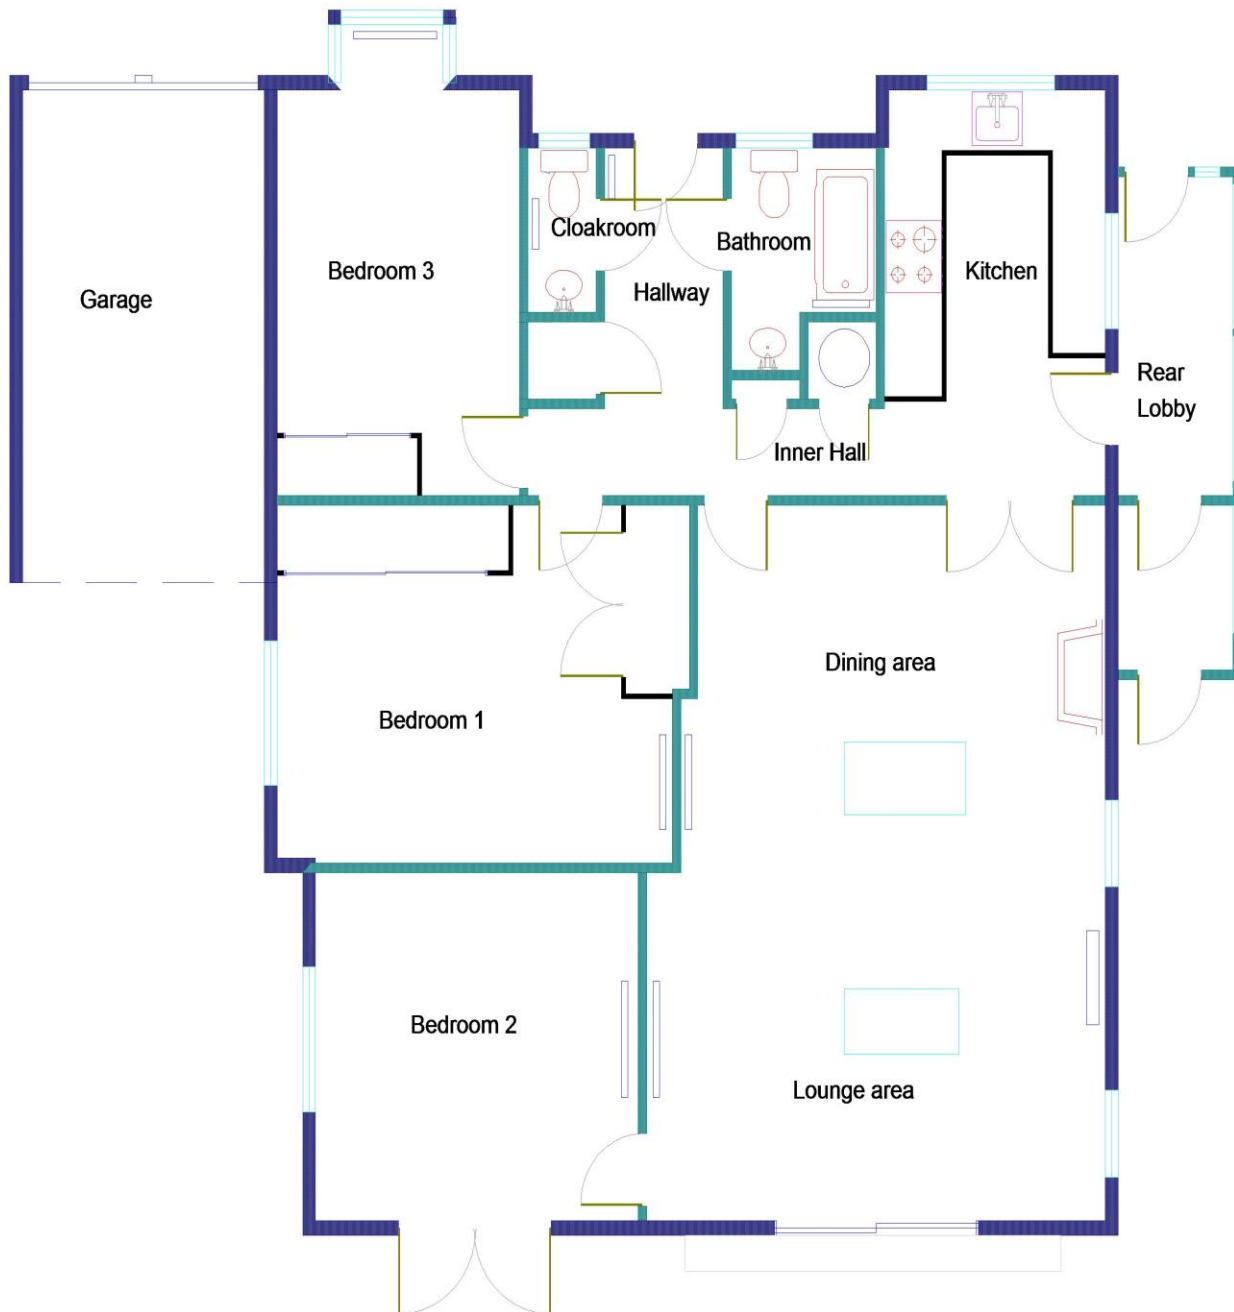 Cloakroom
Bathroom
Bedroom 3
Kitchen
Garage
Hallway
Rear
Lobby
Inner Hall
Dining area
Bedroom 1
Bedroom 2
Lounge area